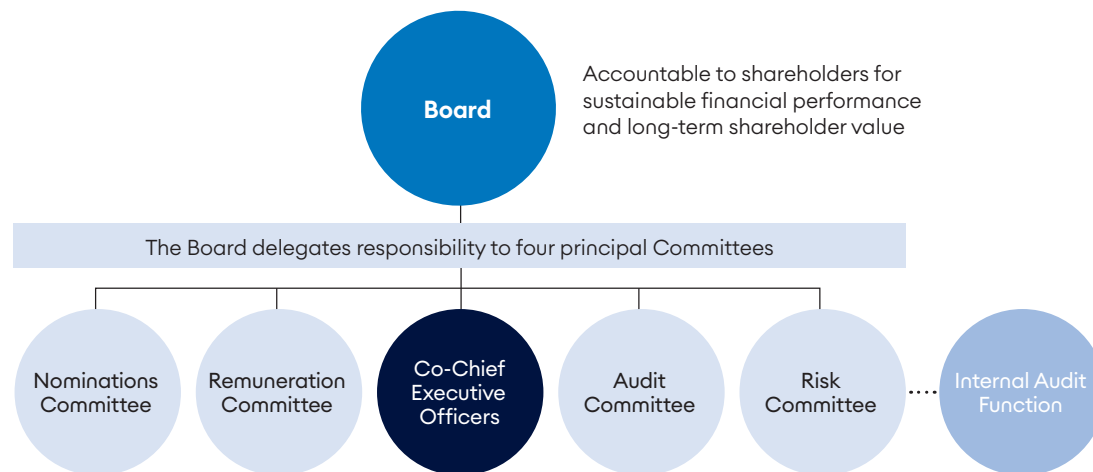 Board
Accountable to shareholders for
sustainable financial performance
and long-term shareholder value
The Board delegates responsibility to four principal Committees
Nominations
Committee
Remuneration
Committee
Co-Chief
Executive
Officers
Audit
Committee
Risk
Committee
Internal Audit
Function